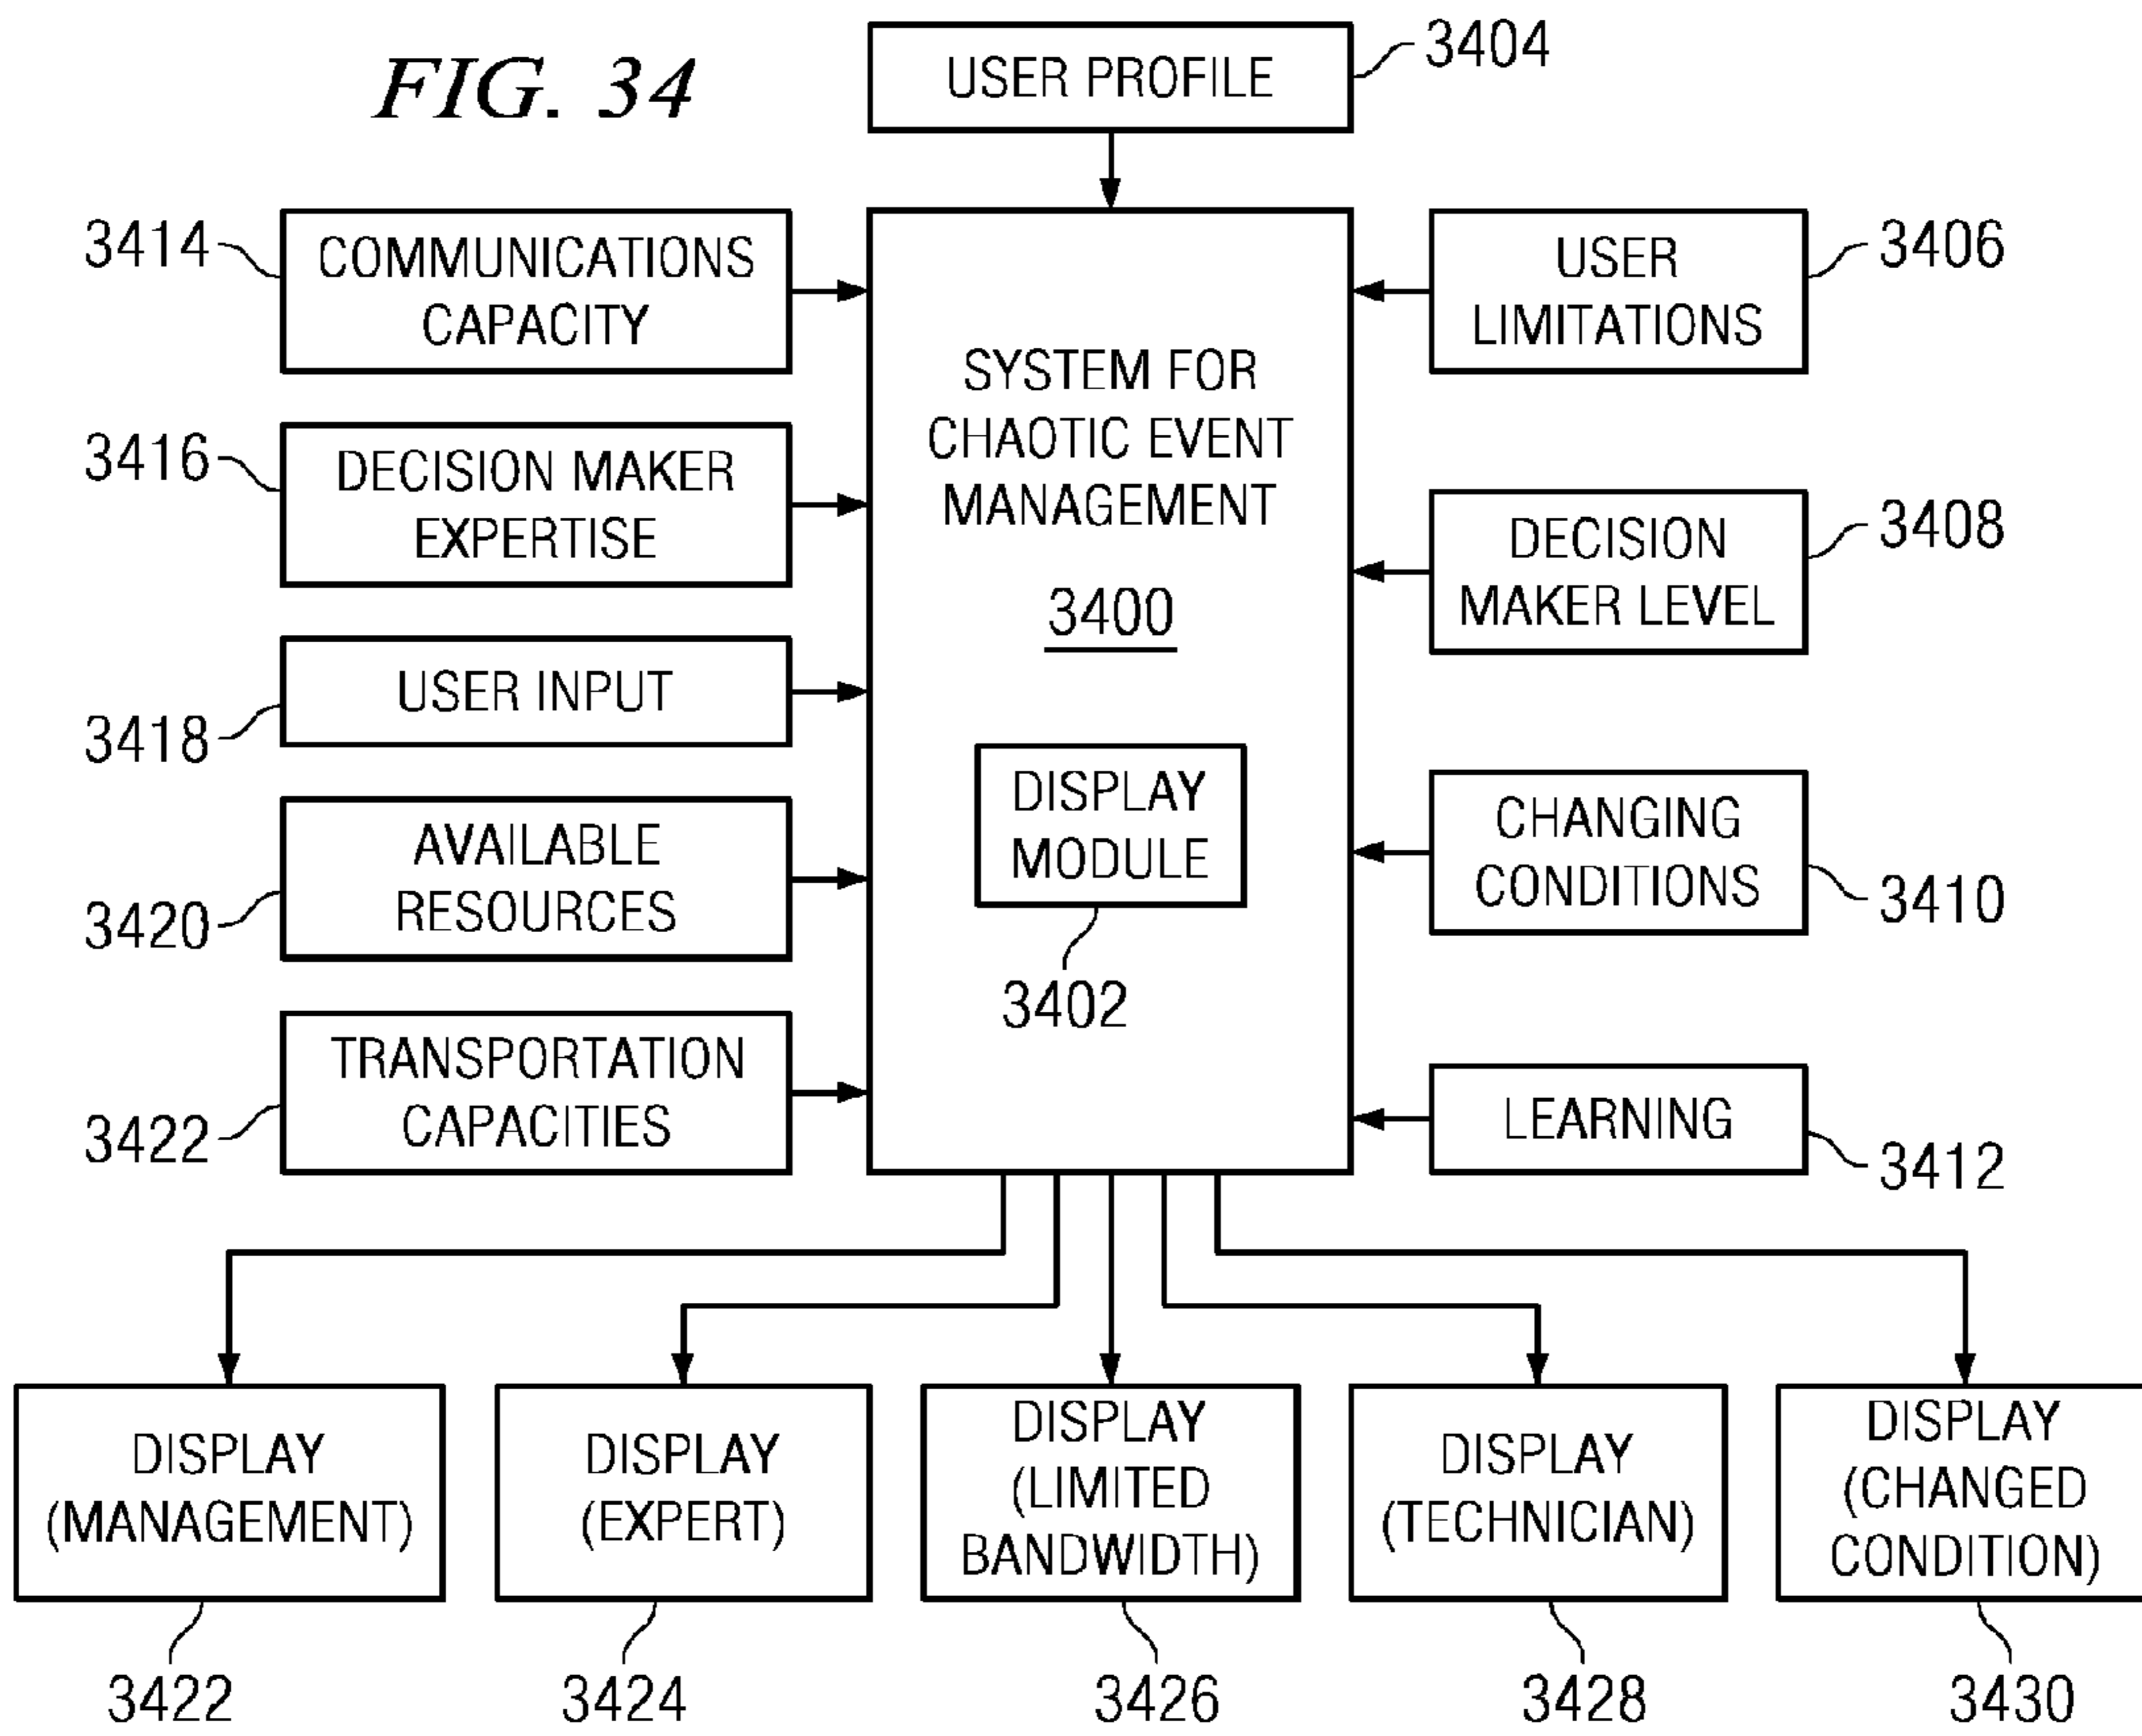 FIG. 34
USER PROFILE
3404
3414
COMMUNICATIONS
CAPACITY
3416
DECISION MAKER
EXPERTISE
3418
USER INPUT
3420
AVAILABLE
RESOURCES
3422
TRANSPORTATION
CAPACITIES
SYSTEM FOR
CHAOTIC EVENT
MANAGEMENT
3400
DISPLAY
MODULE
3402
USER
LIMITATIONS
3406
DECISION
MAKER LEVEL
3408
CHANGING
CONDITIONS
3410
LEARNING
3412
DISPLAY
(MANAGEMENT)
3422
DISPLAY
(EXPERT)
3424
DISPLAY
(LIMITED
BANDWIDTH)
3426
DISPLAY
(TECHNICIAN)
3428
DISPLAY
(CHANGED
CONDITION)
3430